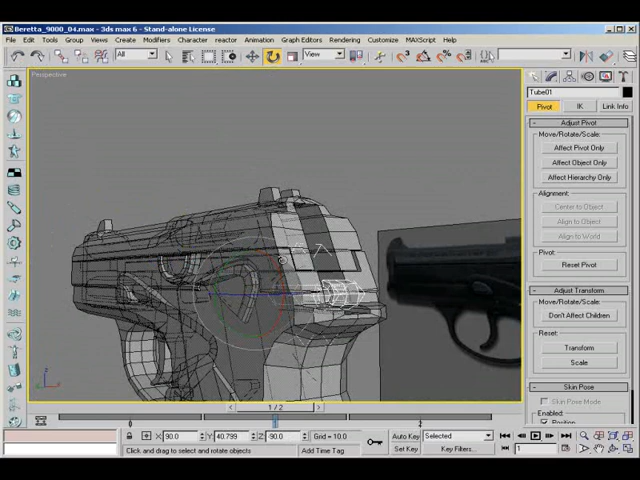 Beretta_9000_04.max - 3ds max 6 - Stand-alone License
File Edit Tools Group Views Create Modifiers Character reactor Animation Graph Editors Rendering Customize MAXScript Help
All
View
Perspective
Tube01
Pivot IK Link Info
- Adjust Pivot
Move/Rotate/Scale:
Affect Pivot Only
Affect Object Only
Affect Hierarchy Only
Alignment:
Center to Object
Align to Object
Align to World
Pivot:
Reset Pivot
- Adjust Transform
Move/Rotate/Scale:
Don't Affect Children
Reset:
Transform
Scale
- Skin Pose
Skin Pose Mode
Enabled:
Position
z
x
< 1 / 2 >
0 1 2
X: 90.0 Y: 40.799 Z: -90.0 Grid = 10.0
Auto Key Selected
Click and drag to select and rotate objects Add Time Tag
Set Key Key Filters...
1